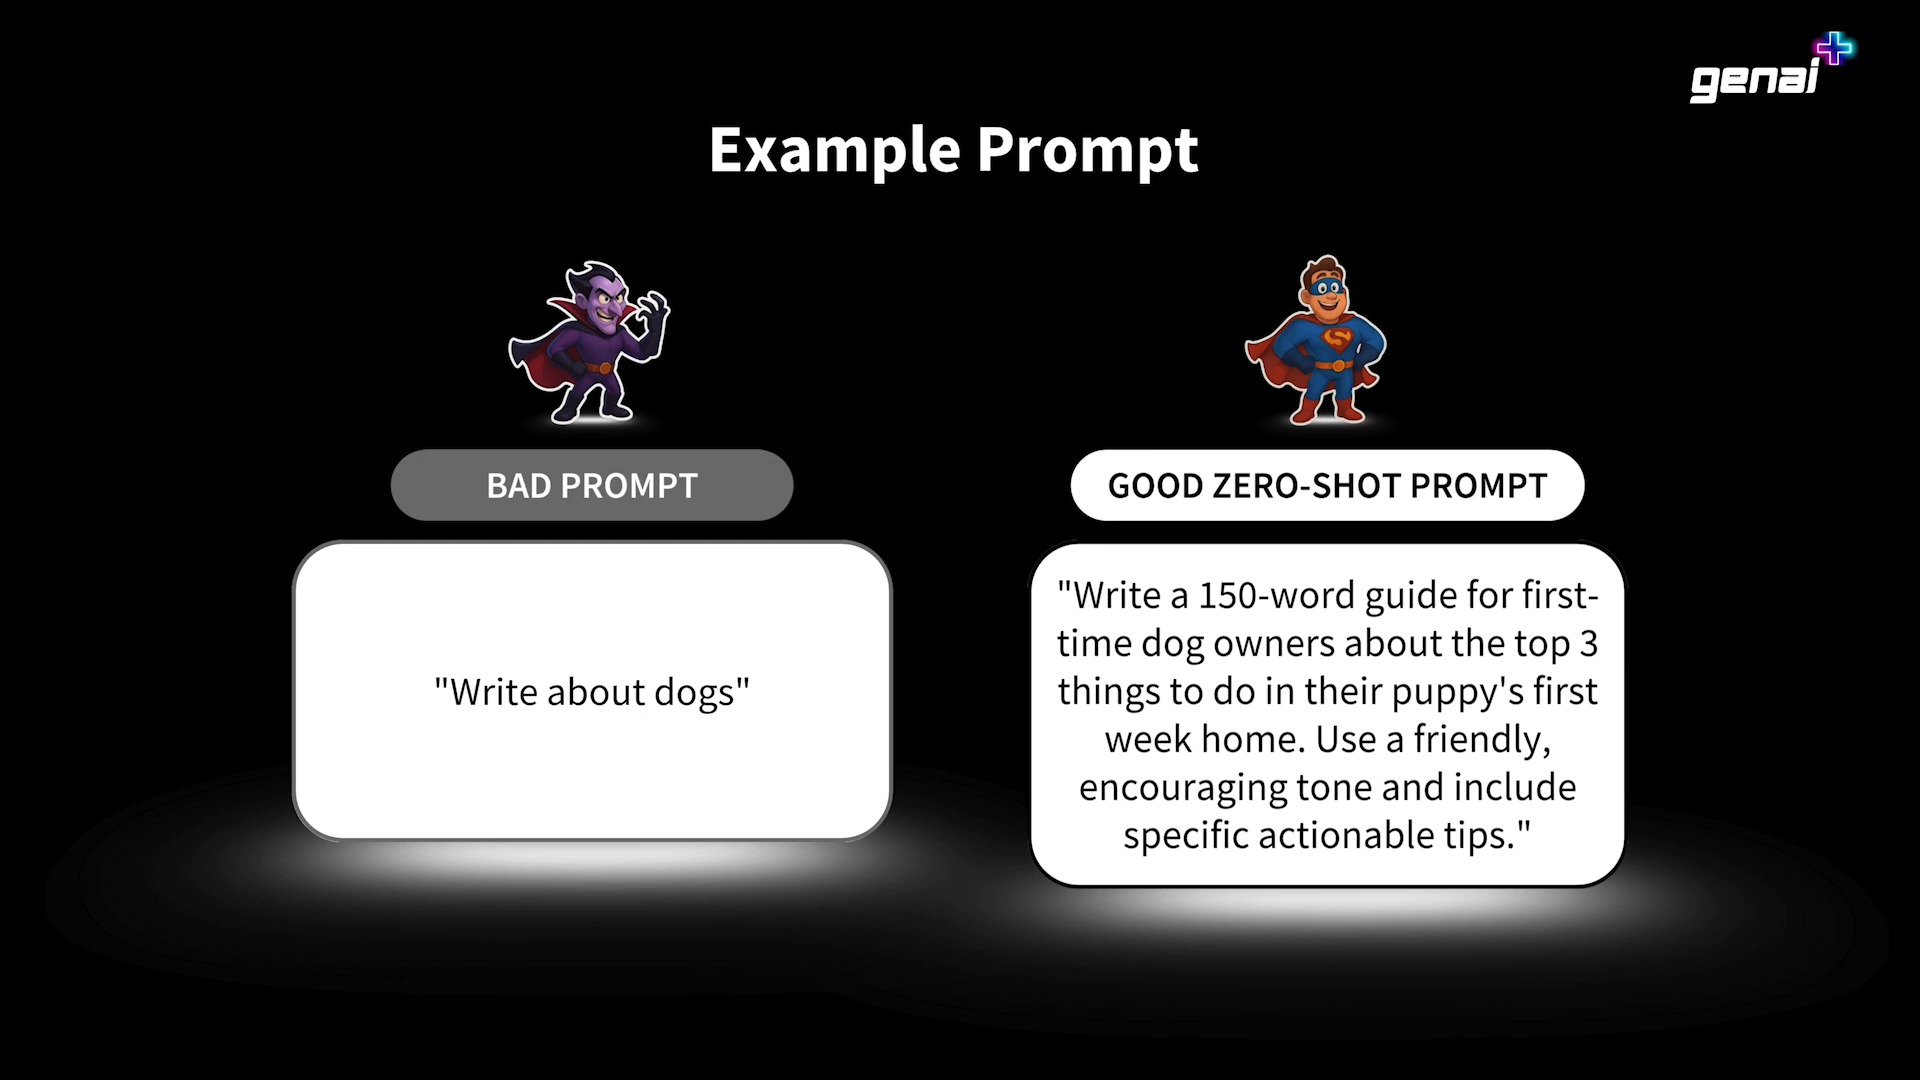 genai
Example Prompt
BAD PROMPT
"Write about dogs"
GOOD ZERO-SHOT PROMPT
"Write a 150-word guide for first-
time dog owners about the top 3
things to do in their puppy's first
week home. Use a friendly,
encouraging tone and include
specific actionable tips."